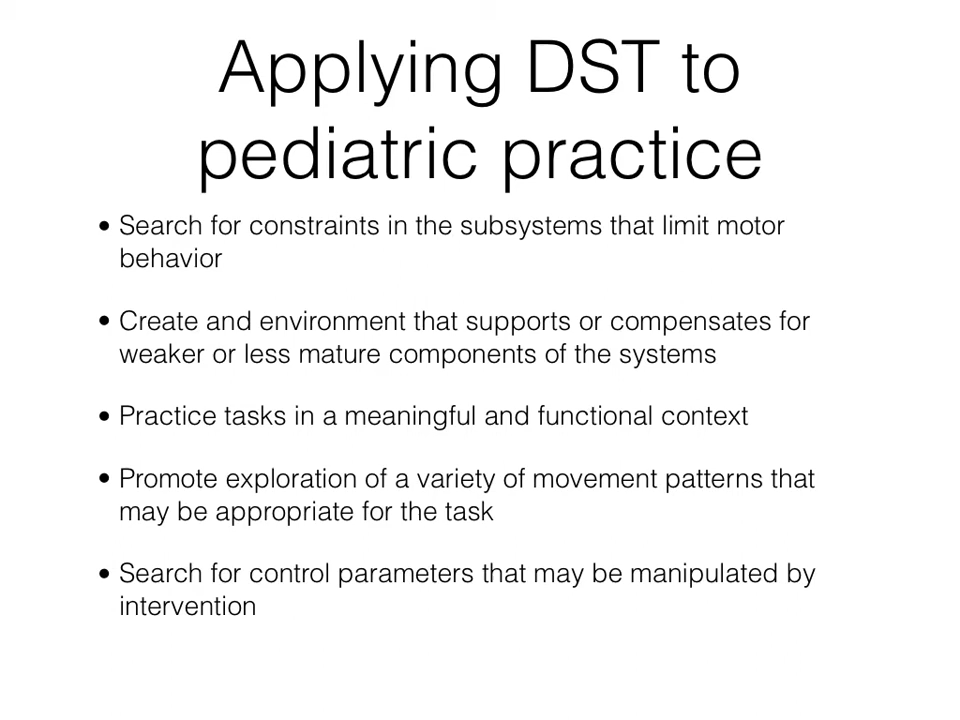 Applying DST to
pediatric practice
• Search for constraints in the subsystems that limit motor
behavior
• Create and environment that supports or compensates for
weaker or less mature components of the systems
• Practice tasks in a meaningful and functional context
• Promote exploration of a variety of movement patterns that
may be appropriate for the task
• Search for control parameters that may be manipulated by
intervention